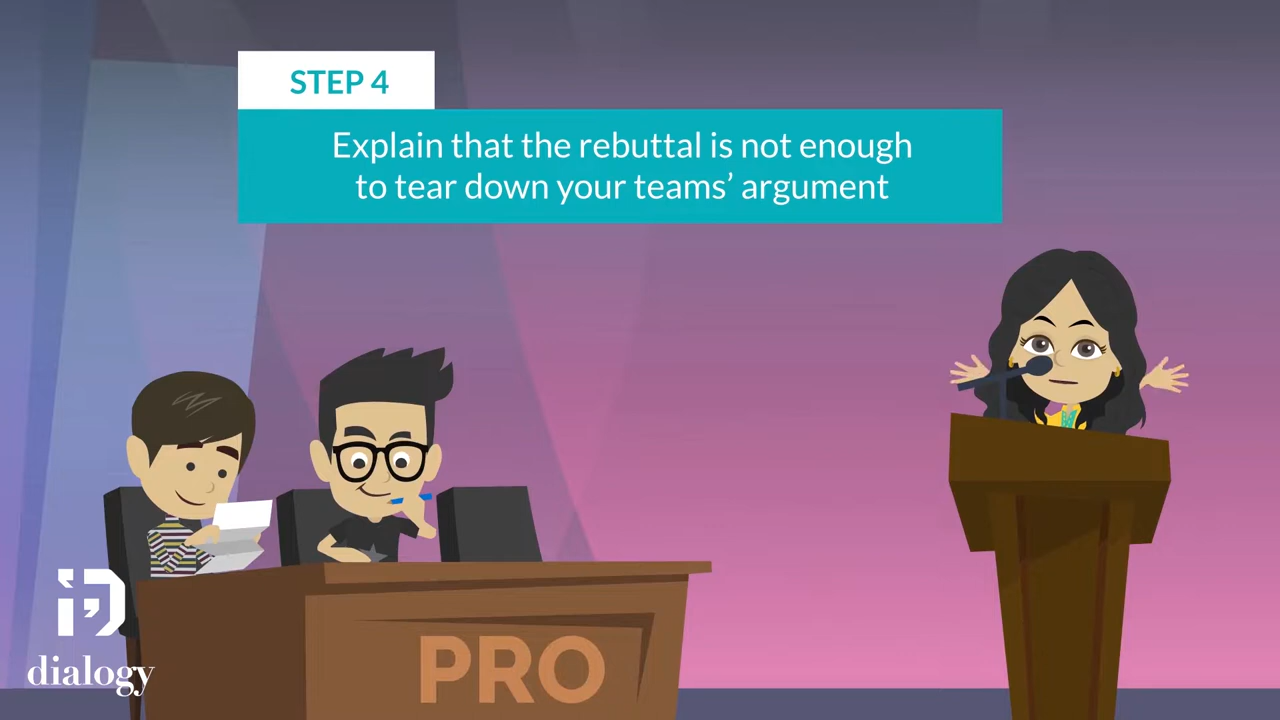 STEP 4
Explain that the rebuttal is not enough
to tear down your teams’ argument
PRO
dialogy